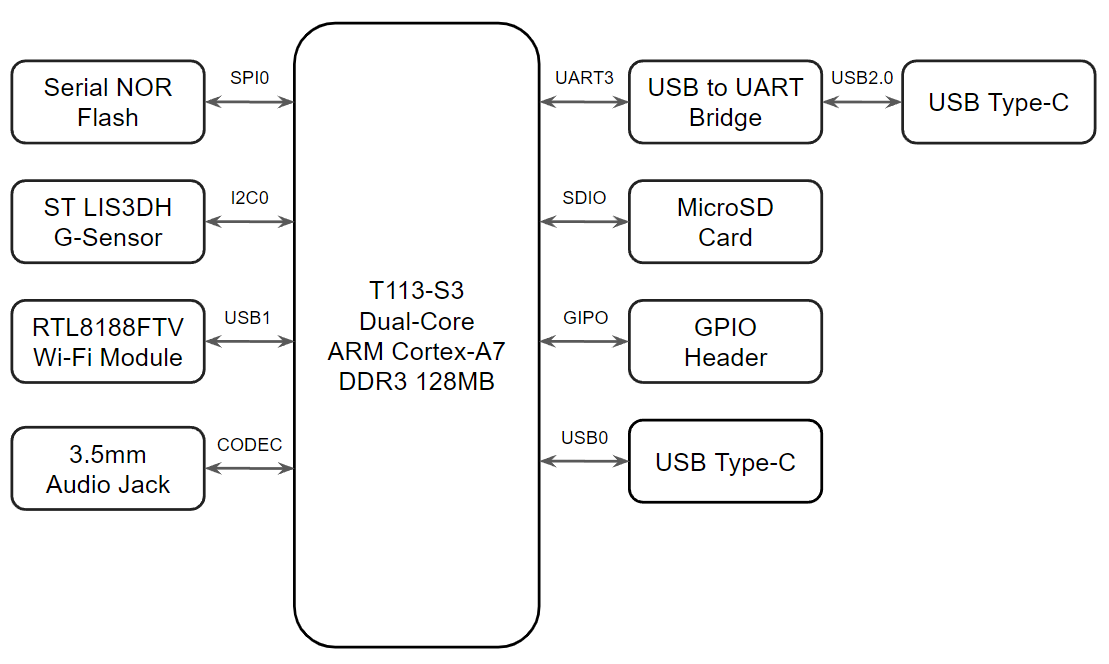 Serial NOR
Flash
SPI0
ST LIS3DH
G-Sensor
I2C0
RTL8188FTV
Wi-Fi Module
USB1
3.5mm
Audio Jack
CODEC
T113-S3
Dual-Core
ARM Cortex-A7
DDR3 128MB
UART3
USB to UART
Bridge
USB2.0
USB Type-C
SDIO
MicroSD
Card
GIPO
GPIO
Header
USB0
USB Type-C